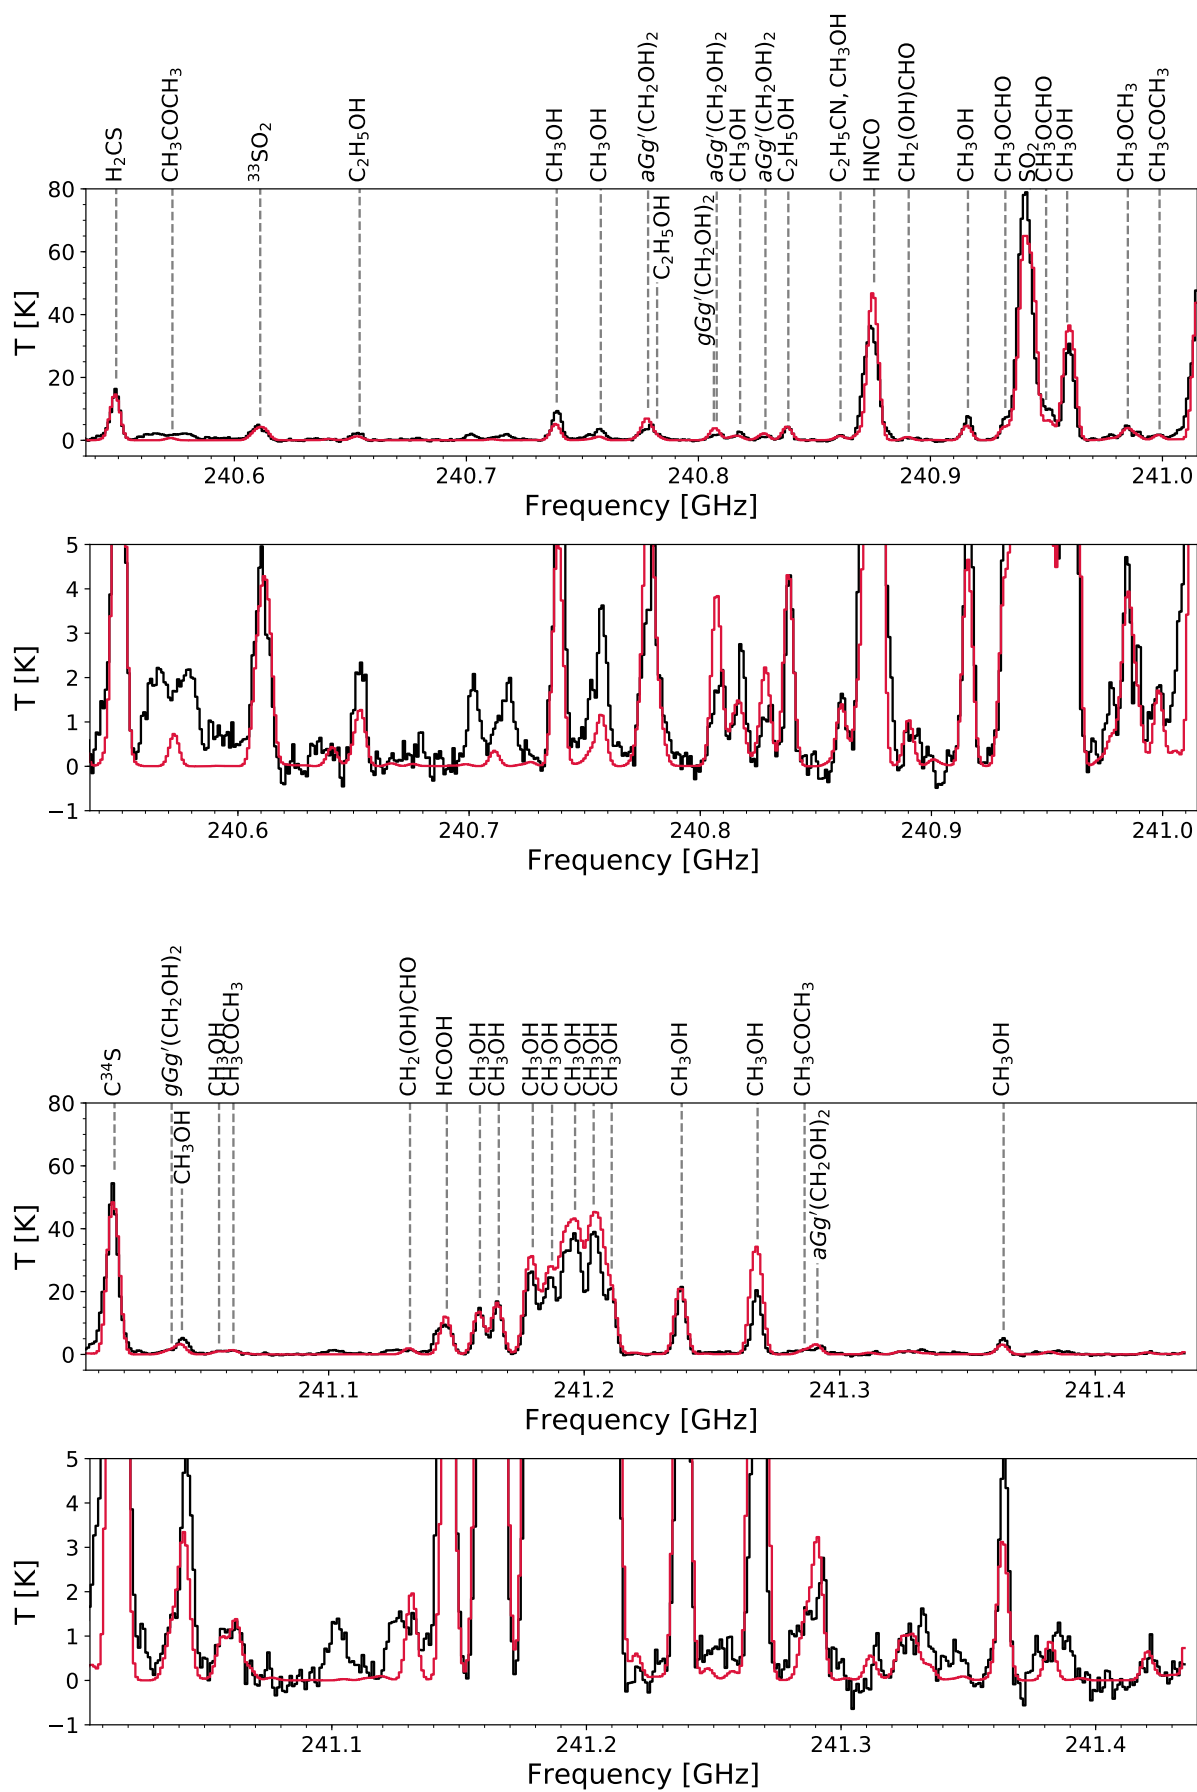 H₂CS
CH₃COCH₃
³³SO₂
C₂H₅OH
CH₃OH
CH₃OH
aGg′(CH₂OH)₂
C₂H₅OH
gGg′(CH₂OH)₂
aGg′(CH₂OH)₂
CH₃OH
aGg′(CH₂OH)₂
C₂H₅OH
C₂H₅CN, CH₃OH
HNCO
CH₂(OH)CHO
CH₃OH
CH₃OCHO
SO₂
CH₃OCHO
CH₃OH
CH₃OCH₃
CH₃COCH₃
80
60
40
20
0
T [K]
240.6 240.7 240.8 240.9 241.0
Frequency [GHz]
5
4
3
2
1
0
−1
T [K]
240.6 240.7 240.8 240.9 241.0
Frequency [GHz]
C³⁴S
gGg′(CH₂OH)₂
CH₃OH
CH₃OH
CH₃COCH₃
CH₂(OH)CHO
HCOOH
CH₃OH
CH₃OH
CH₃OH
CH₃OH
CH₃OH
CH₃OH
CH₃OH
CH₃OH
CH₃OH
CH₃COCH₃
aGg′(CH₂OH)₂
CH₃OH
80
60
40
20
0
T [K]
241.1 241.2 241.3 241.4
Frequency [GHz]
5
4
3
2
1
0
−1
T [K]
241.1 241.2 241.3 241.4
Frequency [GHz]